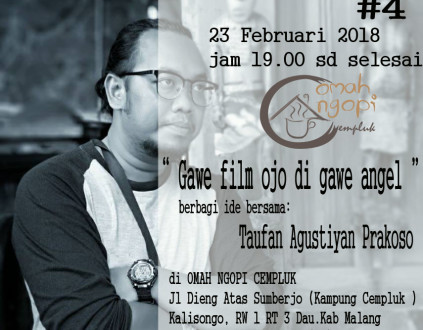 #4
23 Februari 2018
jam 19.00 sd selesai
omah
ngopi
cyempluk
“ Gawe film ojo di gawe angel ”
berbagi ide bersama:
Taufan Agustiyan Prakoso
di OMAH NGOPI CEMPLUK
Jl Dieng Atas Sumberjo (Kampung Cempluk )
Kalisongo, RW 1 RT 3 Dau.Kab Malang